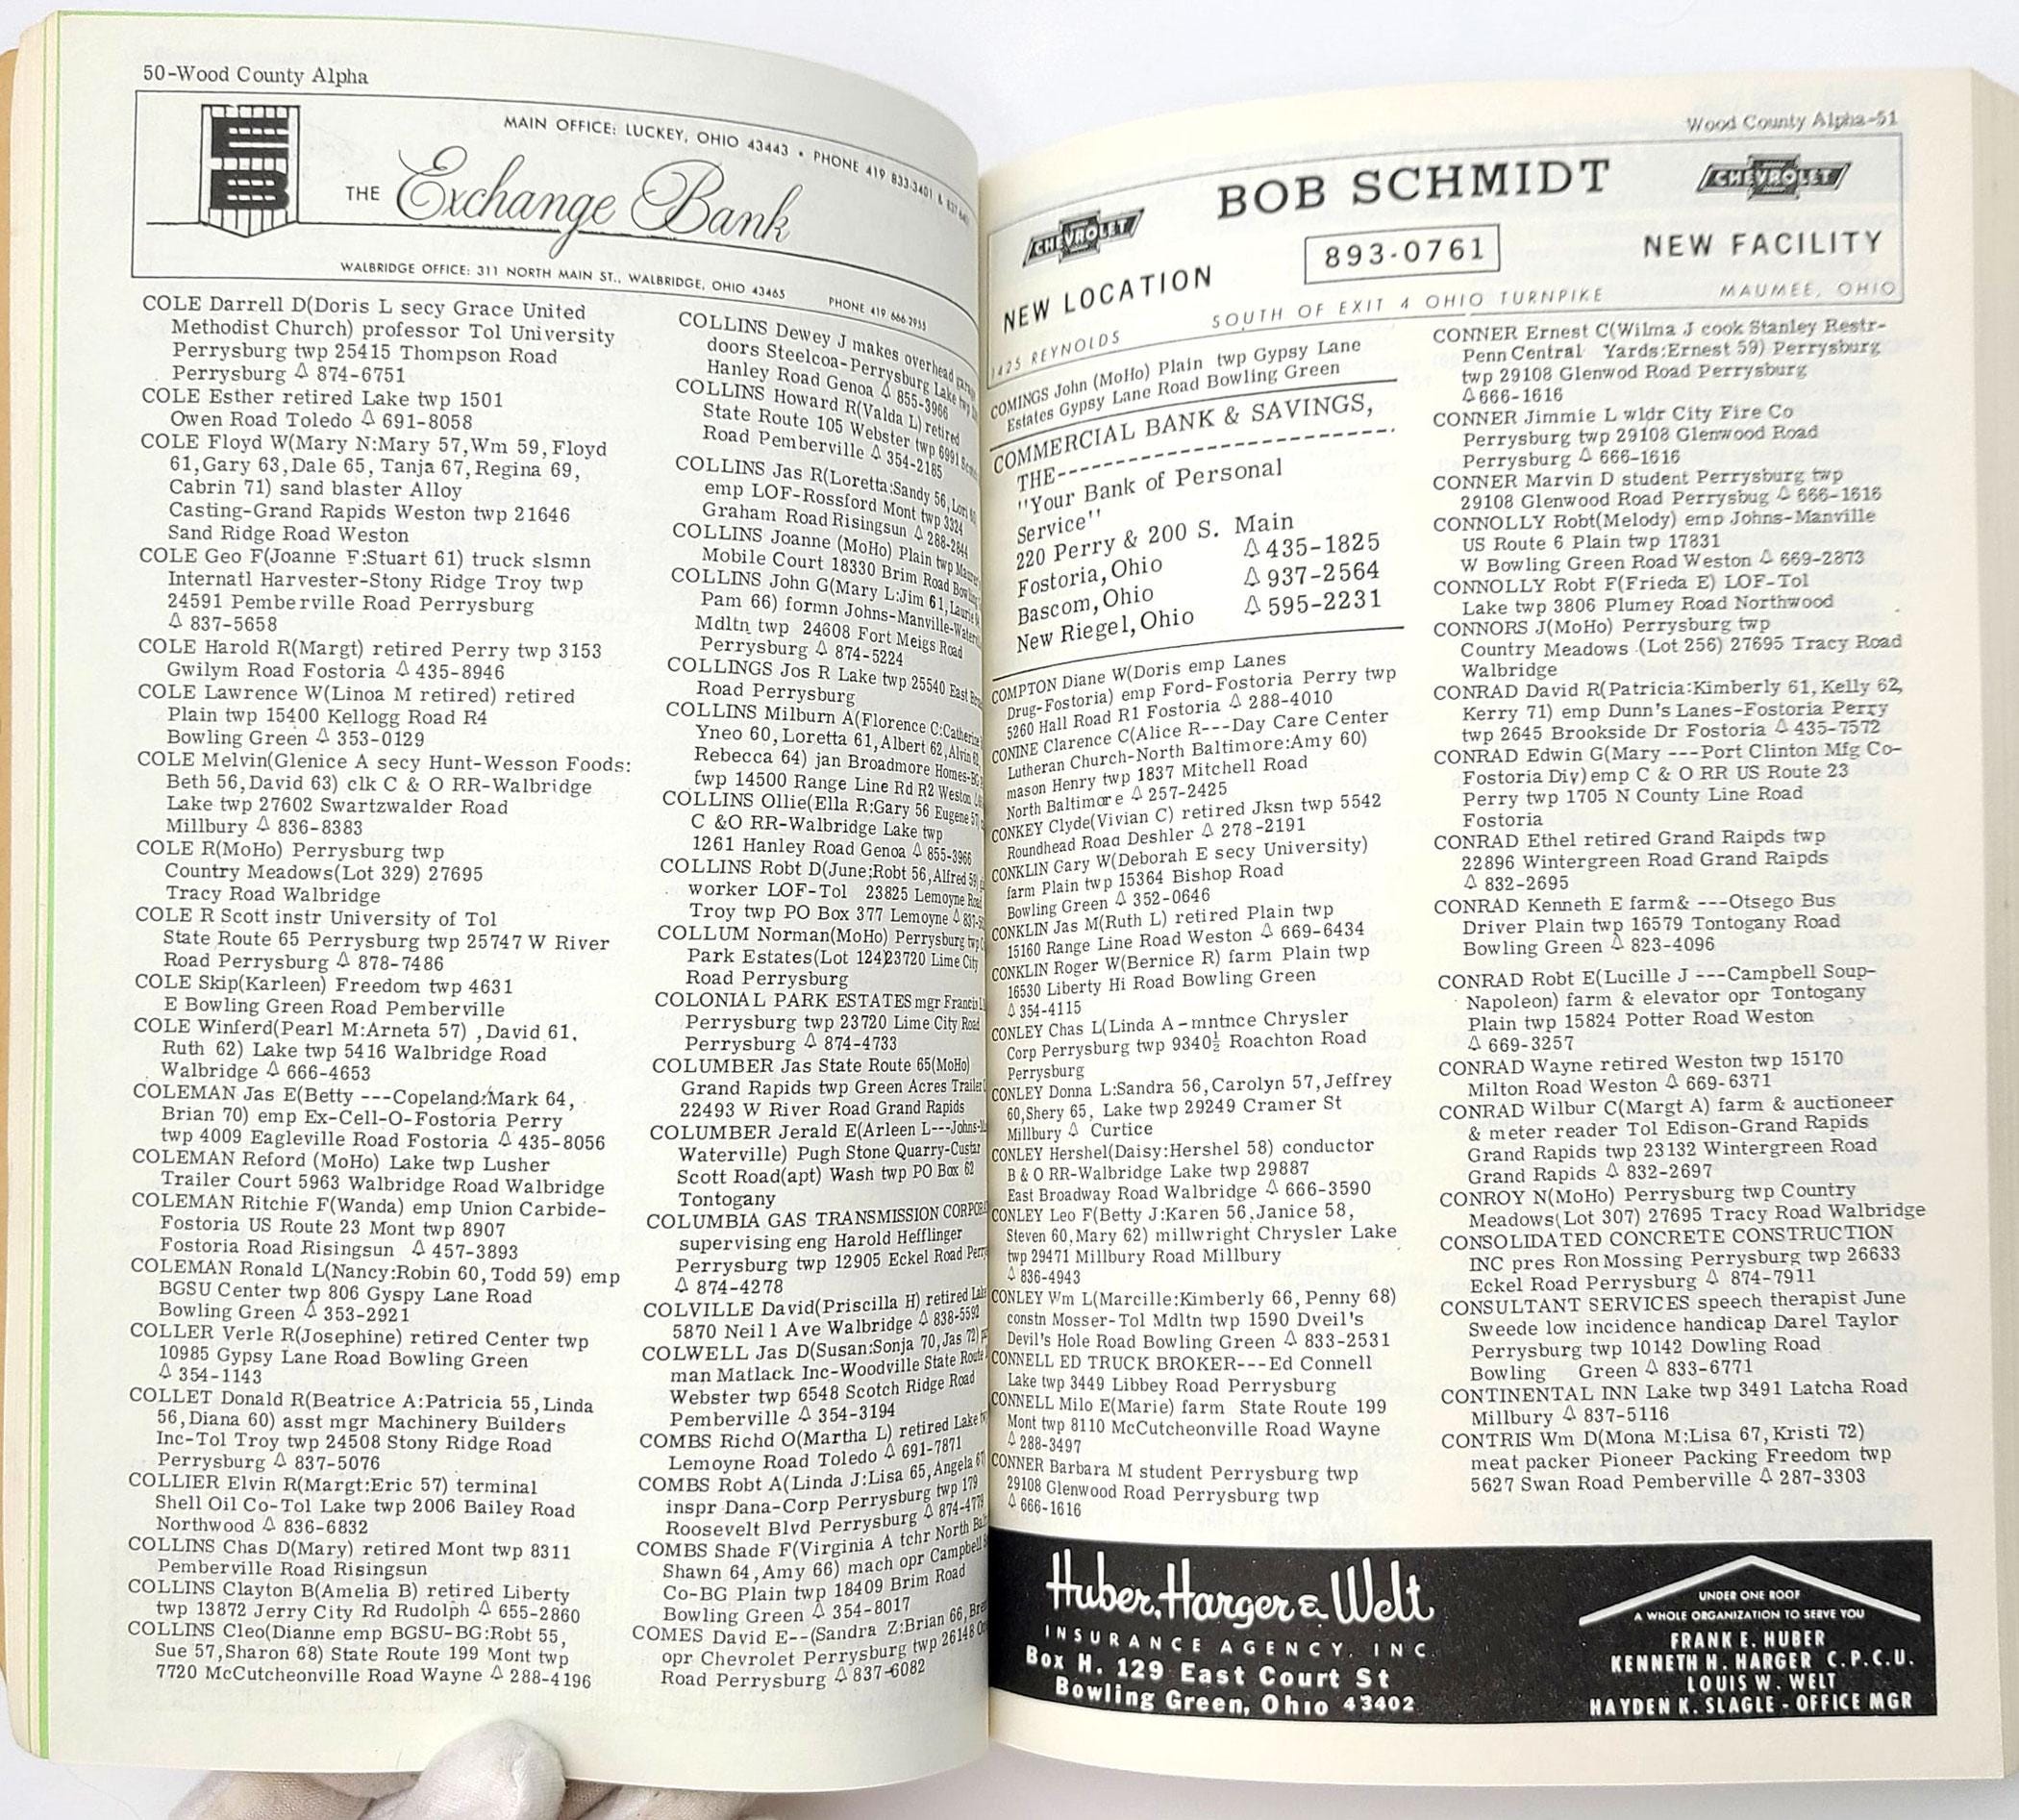 50-Wood County Alpha
MAIN OFFICE: LUCKEY, OHIO 43443 • PHONE 419 833-3401 &
THE Exchange Bank
WALBRIDGE OFFICE: 311 NORTH MAIN ST., WALBRIDGE, OHIO 43465 PHONE 419 666-2955
COLE Darrell D(Doris L secy Grace United
Methodist Church) professor Tol University
Perrysburg twp 25415 Thompson Road
Perrysburg 874-6751
COLE Esther retired Lake twp 1501
Owen Road Toledo 691-8058
COLE Floyd W(Mary N:Mary 57,Wm 59, Floyd
61,Gary 63,Dale 65, Tanja 67,Regina 69,
Cabrin 71) sand blaster Alloy
Casting-Grand Rapids Weston twp 21646
Sand Ridge Road Weston
COLE Geo F(Joanne F:Stuart 61) truck slsmn
Internatl Harvester-Stony Ridge Troy twp
24591 Pemberville Road Perrysburg
837-5658
COLE Harold R(Margt) retired Perry twp 3153
Gwilym Road Fostoria 435-8946
COLE Lawrence W(Linoa M retired) retired
Plain twp 15400 Kellogg Road R4
Bowling Green 353-0129
COLE Melvin(Glenice A secy Hunt-Wesson Foods:
Beth 56,David 63) clk C & O RR-Walbridge
Lake twp 27602 Swartzwalder Road
Millbury 836-8383
COLE R(MoHo) Perrysburg twp
Country Meadows(Lot 329) 27695
Tracy Road Walbridge
COLE R Scott instr University of Tol
State Route 65 Perrysburg twp 25747 W River
Road Perrysburg 878-7486
COLE Skip(Karleen) Freedom twp 4631
E Bowling Green Road Pemberville
COLE Winferd(Pearl M:Arneta 57) ,David 61,
Ruth 62) Lake twp 5416 Walbridge Road
Walbridge 666-4653
COLEMAN Jas E(Betty ---Copeland:Mark 64,
Brian 70) emp Ex-Cell-O-Fostoria Perry
twp 4009 Eagleville Road Fostoria 435-8056
COLEMAN Reford (MoHo) Lake twp Lusher
Trailer Court 5963 Walbridge Road Walbridge
COLEMAN Ritchie F(Wanda) emp Union Carbide-
Fostoria US Route 23 Mont twp 8907
Fostoria Road Risingsun 457-3893
COLEMAN Ronald L(Nancy:Robin 60, Todd 59) emp
BGSU Center twp 806 Gyspy Lane Road
Bowling Green 353-2921
COLLER Verle R(Josephine) retired Center twp
10985 Gypsy Lane Road Bowling Green
354-1143
COLLET Donald R(Beatrice A:Patricia 55, Linda
56,Diana 60) asst mgr Machinery Builders
Inc-Tol Troy twp 24508 Stony Ridge Road
Perrysburg 837-5076
COLLIER Elvin R(Margt:Eric 57) terminal
Shell Oil Co-Tol Lake twp 2006 Bailey Road
Northwood 836-6832
COLLINS Chas D(Mary) retired Mont twp 8311
Pemberville Road Risingsun
COLLINS Clayton B(Amelia B) retired Liberty
twp 13872 Jerry City Rd Rudolph 655-2860
COLLINS Cleo(Dianne emp BGSU-BG:Robt 55,
Sue 57,Sharon 68) State Route 199 Mont twp
7720 McCutcheonville Road Wayne 288-4196
COLLINS Dewey J makes overhead
doors Steelcoa-Perrysburg Lake twp
Hanley Road Genoa 855-3966
COLLINS Howard R(Valda L) retired
State Route 105 Webster twp 6991
Road Pemberville 354-2185
COLLINS Jas R(Loretta:Sandy 56,
emp LOF-Rossford Mont twp 3324
Graham Road Risingsun 288-2844
COLLINS Joanne (MoHo) Plain twp
Mobile Court 18330 Brim Road
COLLINS John G(Mary L:Jim 61,
Pam 66) formn Johns-Manville-
Mdltn twp 24608 Fort Meigs Road
Perrysburg 874-5224
COLLINGS Jos R Lake twp 25540 East
Road Perrysburg
COLLINS Milburn A(Florence C:
Yneo 60, Loretta 61, Albert 62,
Rebecca 64) jan Broadmore Homes-
twp 14500 Range Line Rd R2 Weston
COLLINS Ollie(Ella R:Gary 56 Eugene 57
C &O RR-Walbridge Lake twp
1261 Hanley Road Genoa 855-3966
COLLINS Robt D(June:Robt 56, Alfred 59)
worker LOF-Tol 23825 Lemoyne Road
Troy twp PO Box 377 Lemoyne
COLLUM Norman(MoHo) Perrysburg twp
Park Estates(Lot 124)23720 Lime City
Road Perrysburg
COLONIAL PARK ESTATES mgr Francis
Perrysburg twp 23720 Lime City Road
Perrysburg 874-4733
COLUMBER Jas State Route 65(MoHo)
Grand Rapids twp Green Acres Trailer
22493 W River Road Grand Rapids
COLUMBER Jerald E(Arleen L---
Waterville) Pugh Stone Quarry-Custar
Scott Road(apt) Wash twp PO Box 62
Tontogany
COLUMBIA GAS TRANSMISSION
supervising eng Harold Hefflinger
Perrysburg twp 12905 Eckel Road
874-4278
COLVILLE David(Priscilla H) retired
5870 Neil l Ave Walbridge 838-5592
COLWELL Jas D(Susan:Sonja 70, Jas 72)
man Matlack Inc-Woodville State Route
Webster twp 6548 Scotch Ridge Road
Pemberville 354-3194
COMBS Richd O(Martha L) retired Lake
Lemoyne Road Toledo 691-7871
COMBS Robt A(Linda J:Lisa 65, Angela
inspr Dana-Corp Perrysburg twp 179
Roosevelt Blvd Perrysburg 874-4779
COMBS Shade F(Virginia A tchr North
Shawn 64, Amy 66) mach opr Campbell
Co-BG Plain twp 18409 Brim Road
Bowling Green 354-8017
COMES David E--(Sandra Z:Brian 66,
opr Chevrolet Perrysburg twp 26148
Road Perrysburg 837-6082
Wood County Alpha-51
BOB SCHMIDT
CHEVROLET
CHEVROLET
893-0761
NEW LOCATION
NEW FACILITY
1425 REYNOLDS SOUTH OF EXIT 4 OHIO TURNPIKE MAUMEE, OHIO
COMINGS John (MoHo) Plain twp Gypsy Lane
Estates Gypsy Lane Road Bowling Green
COMMERCIAL BANK & SAVINGS,
THE------------------------------
"Your Bank of Personal
Service"
220 Perry & 200 S. Main
Fostoria, Ohio 435-1825
Bascom, Ohio 937-2564
New Riegel, Ohio 595-2231
COMPTON Diane W(Doris emp Lanes
Drug-Fostoria) emp Ford-Fostoria Perry twp
5260 Hall Road R1 Fostoria 288-4010
CONINE Clarence C(Alice R---Day Care Center
Lutheran Church-North Baltimore:Amy 60)
mason Henry twp 1837 Mitchell Road
North Baltimore 257-2425
CONKEY Clyde(Vivian C) retired Jksn twp 5542
Roundhead Road Deshler 278-2191
CONKLIN Gary W(Deborah E secy University)
farm Plain twp 15364 Bishop Road
Bowling Green 352-0646
CONKLIN Jas M(Ruth L) retired Plain twp
15160 Range Line Road Weston 669-6434
CONKLIN Roger W(Bernice R) farm Plain twp
16530 Liberty Hi Road Bowling Green
354-4115
CONLEY Chas L(Linda A -mntnce Chrysler
Corp Perrysburg twp 9340½ Roachton Road
Perrysburg
CONLEY Donna L:Sandra 56, Carolyn 57, Jeffrey
60,Shery 65, Lake twp 29249 Cramer St
Millbury Curtice
CONLEY Hershel(Daisy:Hershel 58) conductor
B & O RR-Walbridge Lake twp 29887
East Broadway Road Walbridge 666-3590
CONLEY Leo F(Betty J:Karen 56,Janice 58,
Steven 60,Mary 62) millwright Chrysler Lake
twp 29471 Millbury Road Millbury
836-4943
CONLEY Wm L(Marcille:Kimberly 66, Penny 68)
constn Mosser-Tol Mdltn twp 1590 Dveil's
Devil's Hole Road Bowling Green 833-2531
CONNELL ED TRUCK BROKER---Ed Connell
Lake twp 3449 Libbey Road Perrysburg
CONNELL Milo E(Marie) farm State Route 199
Mont twp 8110 McCutcheonville Road Wayne
288-3497
CONNER Barbara M student Perrysburg twp
29108 Glenwood Road Perrysburg twp
666-1616
CONNER Ernest C(Wilma J cook Stanley Restr-
Penn Central Yards:Ernest 59) Perrysburg
twp 29108 Glenwod Road Perrysburg
666-1616
CONNER Jimmie L wldr City Fire Co
Perrysburg twp 29108 Glenwood Road
Perrysburg 666-1616
CONNER Marvin D student Perrysburg twp
29108 Glenwood Road Perrysbug 666-1616
CONNOLLY Robt(Melody) emp Johns-Manville
US Route 6 Plain twp 17831
W Bowling Green Road Weston 669-2873
CONNOLLY Robt F(Frieda E) LOF-Tol
Lake twp 3806 Plumey Road Northwood
CONNORS J(MoHo) Perrysburg twp
Country Meadows (Lot 256) 27695 Tracy Road
Walbridge
CONRAD David R(Patricia:Kimberly 61, Kelly 62,
Kerry 71) emp Dunn's Lanes-Fostoria Perry
twp 2645 Brookside Dr Fostoria 435-7572
CONRAD Edwin G(Mary ---Port Clinton Mfg Co-
Fostoria Div) emp C & O RR US Route 23
Perry twp 1705 N County Line Road
Fostoria
CONRAD Ethel retired Grand Raipds twp
22896 Wintergreen Road Grand Raipds
832-2695
CONRAD Kenneth E farm& ---Otsego Bus
Driver Plain twp 16579 Tontogany Road
Bowling Green 823-4096
CONRAD Robt E(Lucille J ---Campbell Soup-
Napoleon) farm & elevator opr Tontogany
Plain twp 15824 Potter Road Weston
669-3257
CONRAD Wayne retired Weston twp 15170
Milton Road Weston 669-6371
CONRAD Wilbur C(Margt A) farm & auctioneer
& meter reader Tol Edison-Grand Rapids
Grand Rapids twp 23132 Wintergreen Road
Grand Rapids 832-2697
CONROY N(MoHo) Perrysburg twp Country
Meadows(Lot 307) 27695 Tracy Road Walbridge
CONSOLIDATED CONCRETE CONSTRUCTION
INC pres Ron Mossing Perrysburg twp 26633
Eckel Road Perrysburg 874-7911
CONSULTANT SERVICES speech therapist June
Sweede low incidence handicap Darel Taylor
Perrysburg twp 10142 Dowling Road
Bowling Green 833-6771
CONTINENTAL INN Lake twp 3491 Latcha Road
Millbury 837-5116
CONTRIS Wm D(Mona M:Lisa 67, Kristi 72)
meat packer Pioneer Packing Freedom twp
5627 Swan Road Pemberville 287-3303
Huber, Harger & Welt
INSURANCE AGENCY, INC
Box H. 129 East Court St
Bowling Green, Ohio 43402
UNDER ONE ROOF
A WHOLE ORGANIZATION TO SERVE YOU
FRANK E. HUBER
KENNETH H. HARGER C.P.C.U.
LOUIS W. WELT
HAYDEN K. SLAGLE - OFFICE MGR